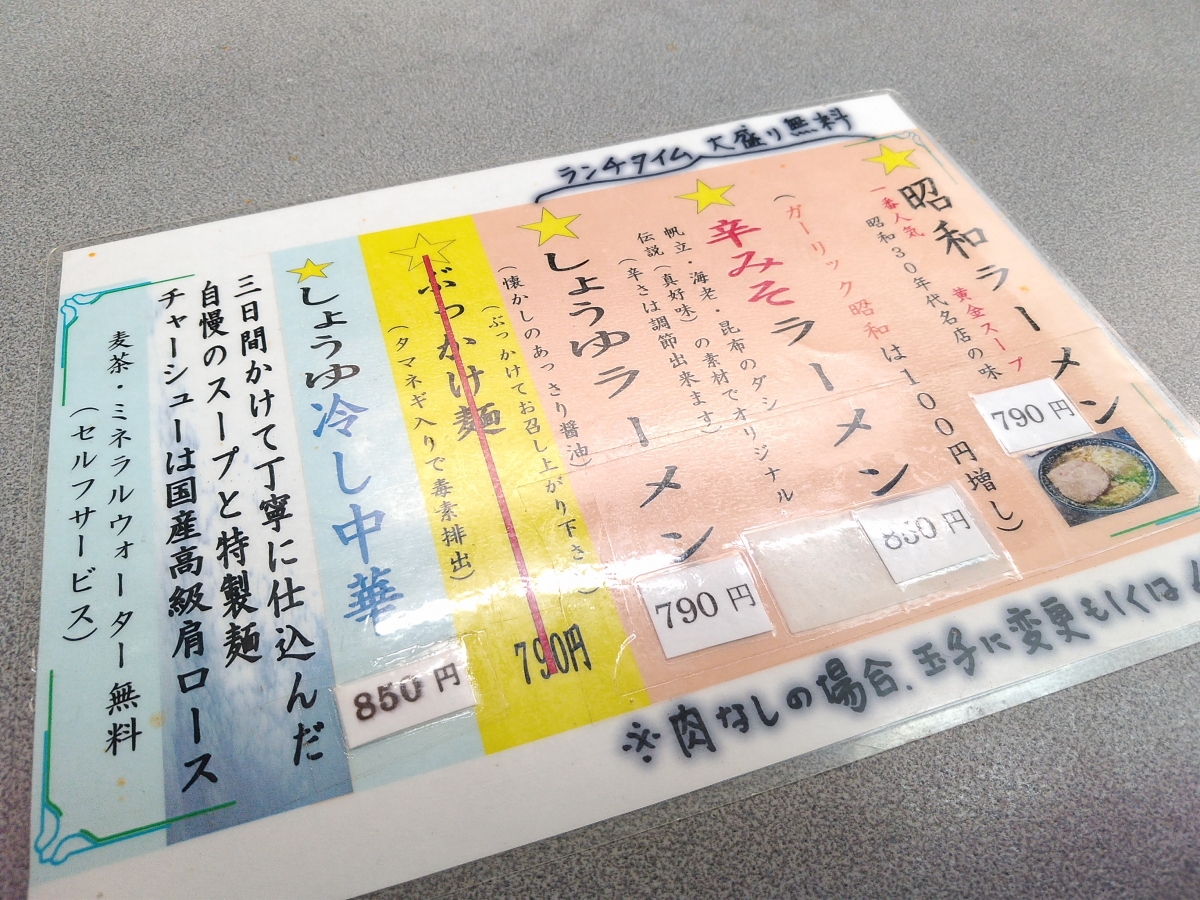 ランチタイム 大盛り無料
昭和ラーメン
一番人気 黄金スープ
昭和30年代名店の味
790円
(ガーリック昭和は100円増し)
辛みそラーメン
帆立・海老・昆布のダシ
の素材でオリジナル
伝説(真好味)
(辛さは調節出来ます)
850円
しょうゆラーメン
(懐かしのあっさり醤油)
790円
ぶっかけ麺
(ぶっかけてお召し上がり下さい)
(タマネギ入りで毒素排出)
790円
しょうゆ冷し中華
850円
三日間かけて丁寧に仕込んだ
自慢のスープと特製麺
チャーシューは国産高級肩ロース
麦茶・ミネラルウォーター無料
(セルフサービス)
※肉なしの場合、玉子に変更もしくは